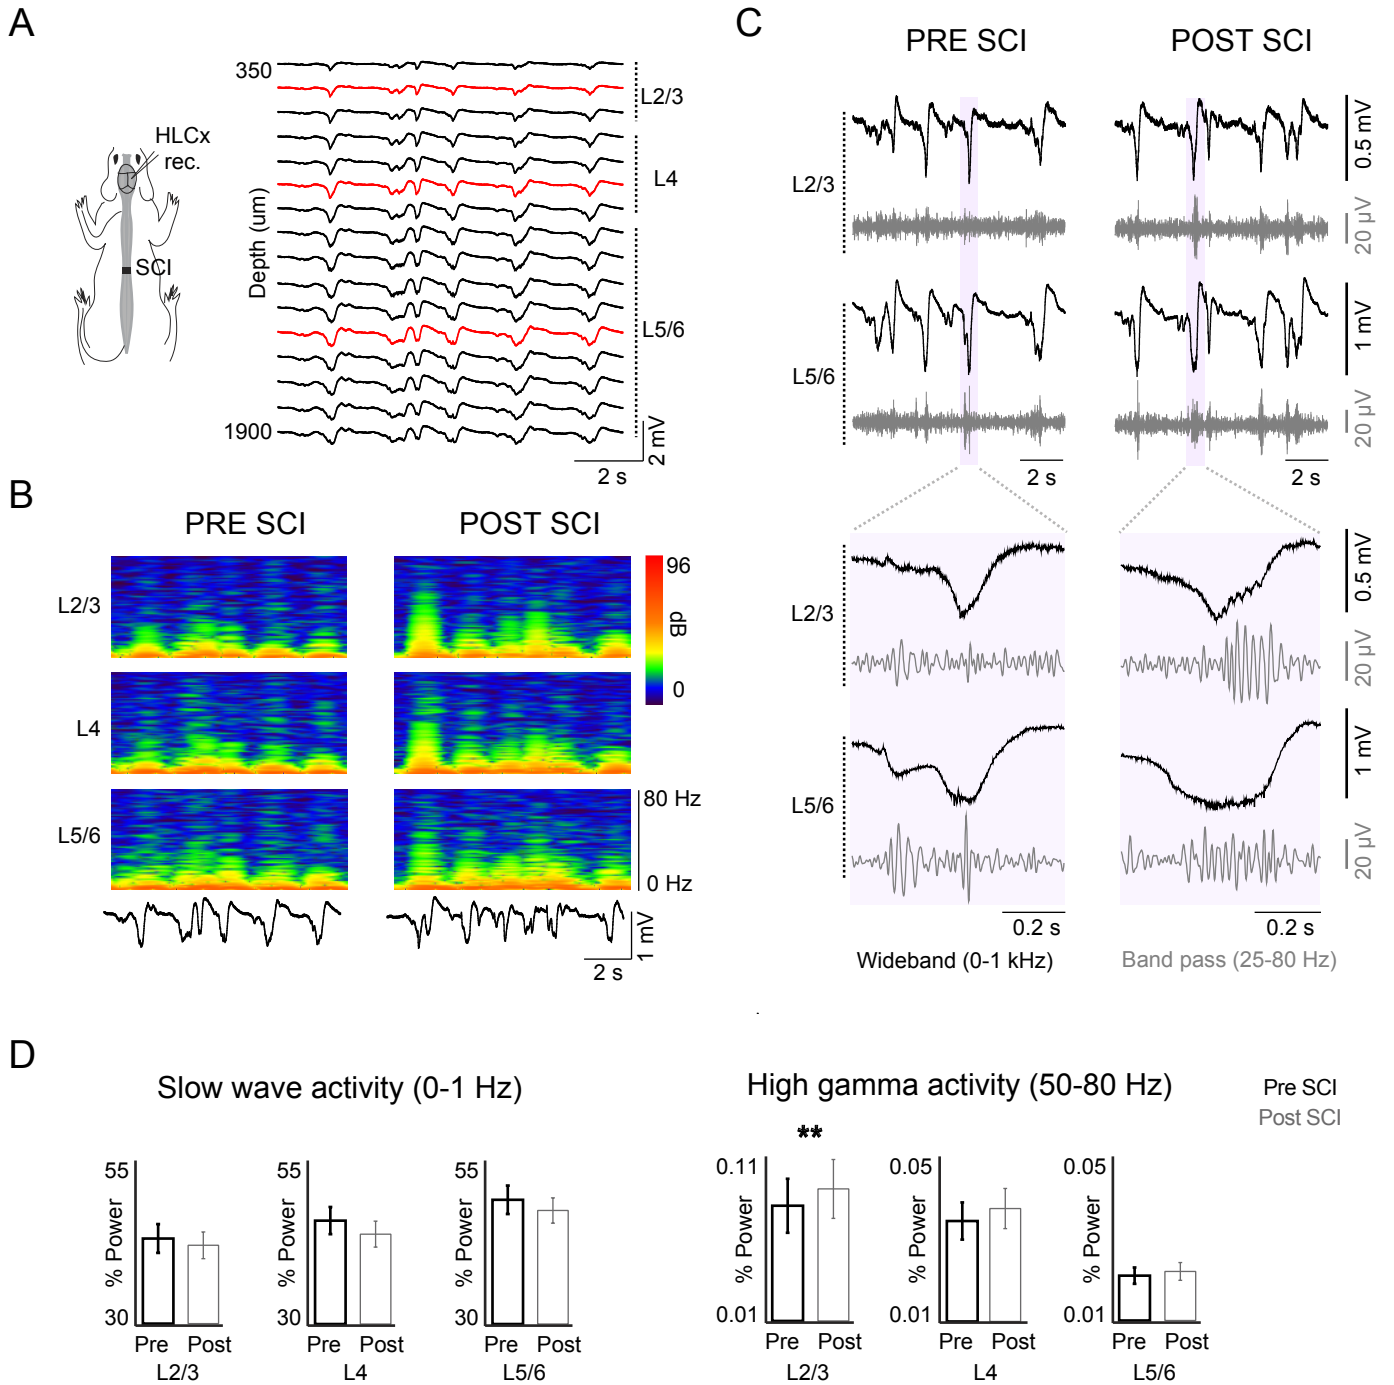 A
HLCx
rec.
SCI
350
Depth (um)
1900
L2/3
L4
L5/6
2 mV
2 s
B
PRE SCI
POST SCI
L2/3
L4
L5/6
96
dB
0
80 Hz
0 Hz
1 mV
2 s
C
PRE SCI
POST SCI
L2/3
L5/6
0.5 mV
20 µV
1 mV
20 µV
2 s
2 s
L2/3
L5/6
0.5 mV
20 µV
1 mV
20 µV
0.2 s
0.2 s
Wideband (0-1 kHz)
Band pass (25-80 Hz)
D
Slow wave activity (0-1 Hz)
55
% Power
30
Pre Post
L2/3
55
% Power
30
Pre Post
L4
55
% Power
30
Pre Post
L5/6
High gamma activity (50-80 Hz)
Pre SCI
Post SCI
**
0.11
% Power
0.01
Pre Post
L2/3
0.05
% Power
0.01
Pre Post
L4
0.05
% Power
0.01
Pre Post
L5/6